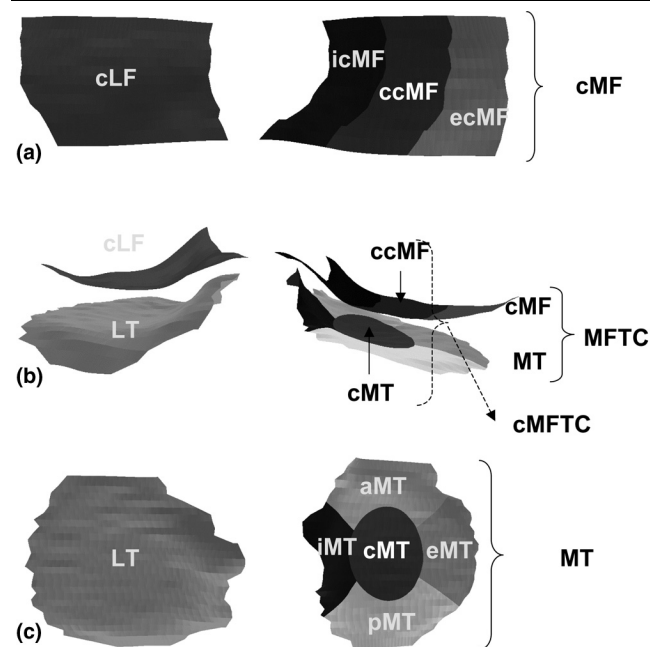 cLF
icMF
ccMF
ecMF
cMF
(a)
cLF
ccMF
LT
cMF
MFTC
MT
cMT
(b)
cMFTC
aMT
LT
iMT
cMT
eMT
MT
pMT
(c)